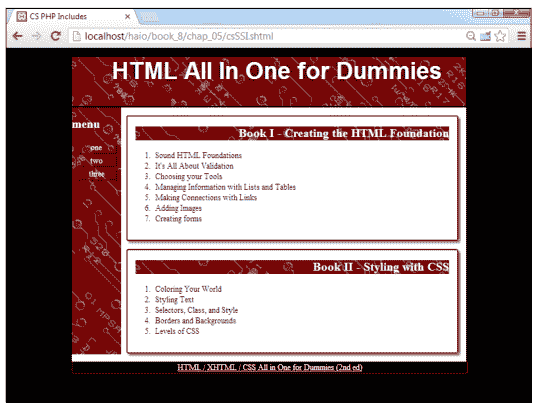 CS PHP Includes
localhost/haio/book_8/chap_05/csSSI.shtml
HTML All In One for Dummies
menu
one
two
three
Book I - Creating the HTML Foundation
1. Sound HTML Foundations
2. It's All About Validation
3. Choosing your Tools
4. Managing Information with Lists and Tables
5. Making Connections with Links
6. Adding Images
7. Creating forms
Book II - Styling with CSS
1. Coloring Your World
2. Styling Text
3. Selectors, Class, and Style
4. Borders and Backgrounds
5. Levels of CSS
HTML / XHTML / CSS All in One for Dummies (2nd ed)